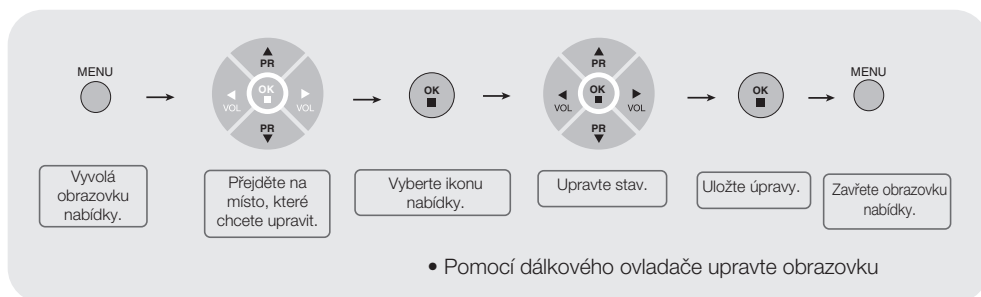 MENU
PR
OK
VOL
VOL
PR
OK
PR
OK
VOL
VOL
PR
OK
MENU
Vyvolá
obrazovku
nabídky.
Přejděte na
místo, které
chcete upravit.
Vyberte ikonu
nabídky.
Upravte stav.
Uložte úpravy.
Zavřete obrazovku
nabídky.
• Pomocí dálkového ovladače upravte obrazovku